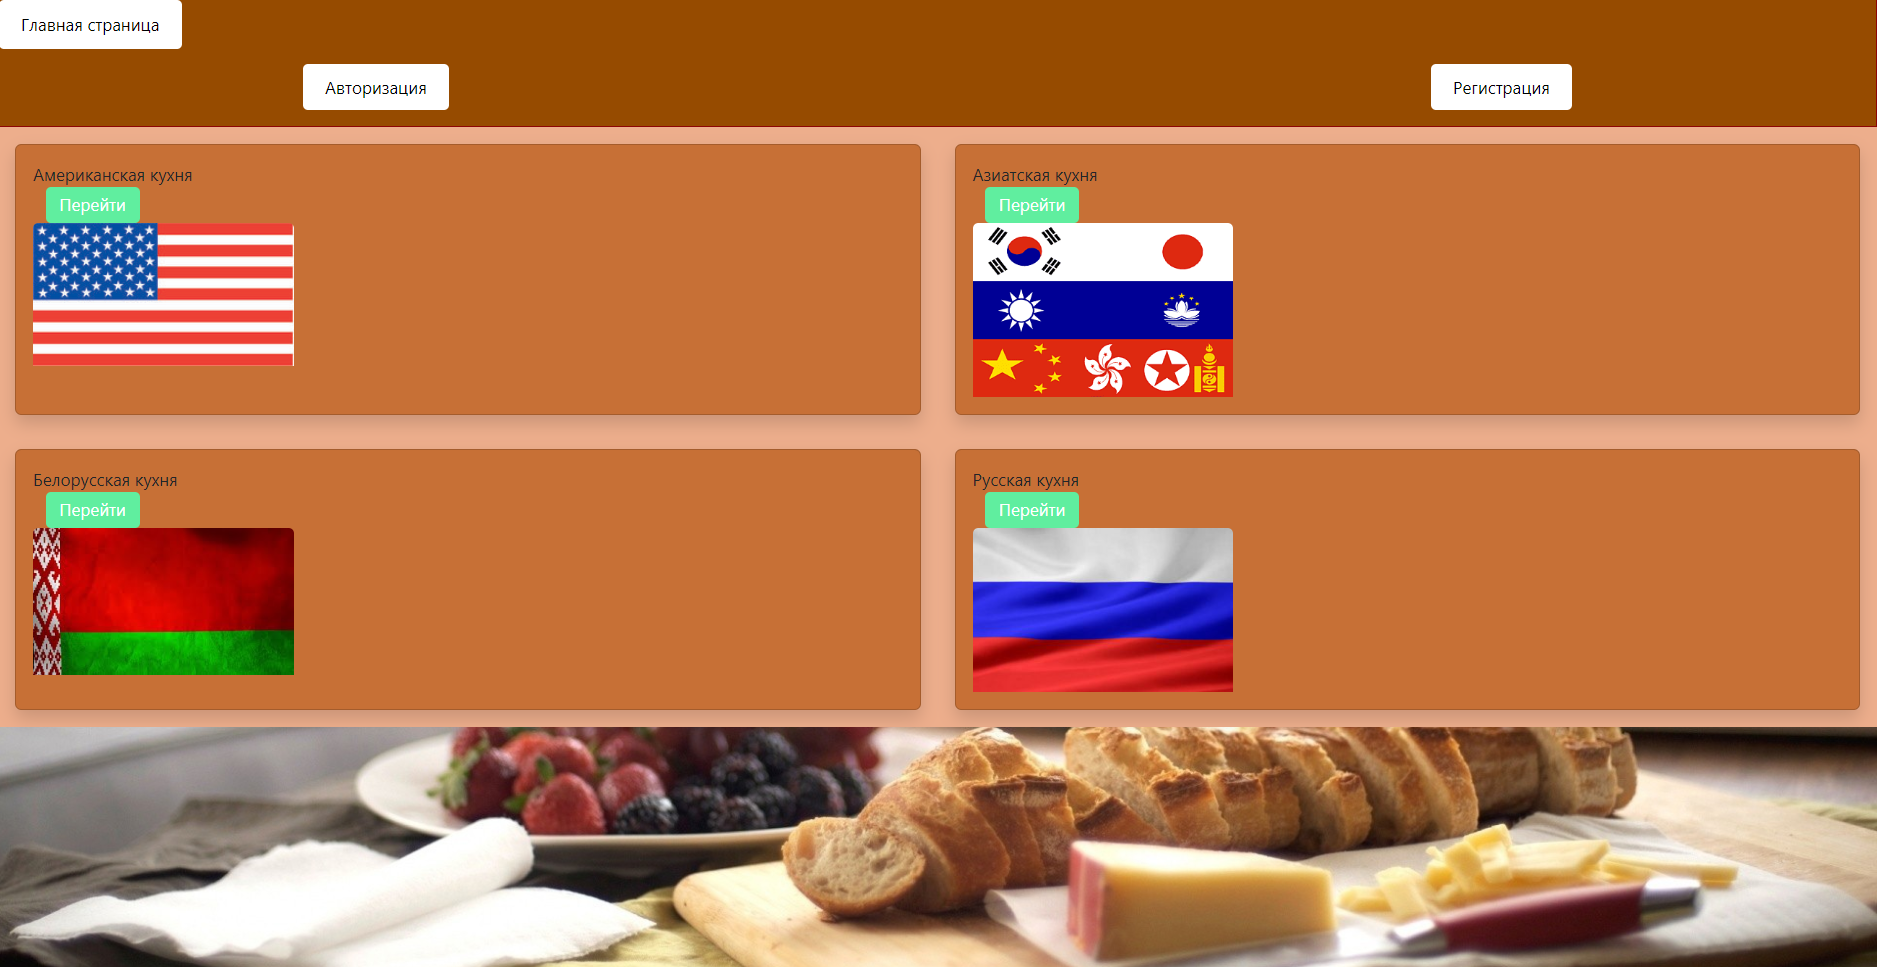 Главная страница
Авторизация
Регистрация
Американская кухня
Перейти
Азиатская кухня
Перейти
Белорусская кухня
Перейти
Русская кухня
Перейти